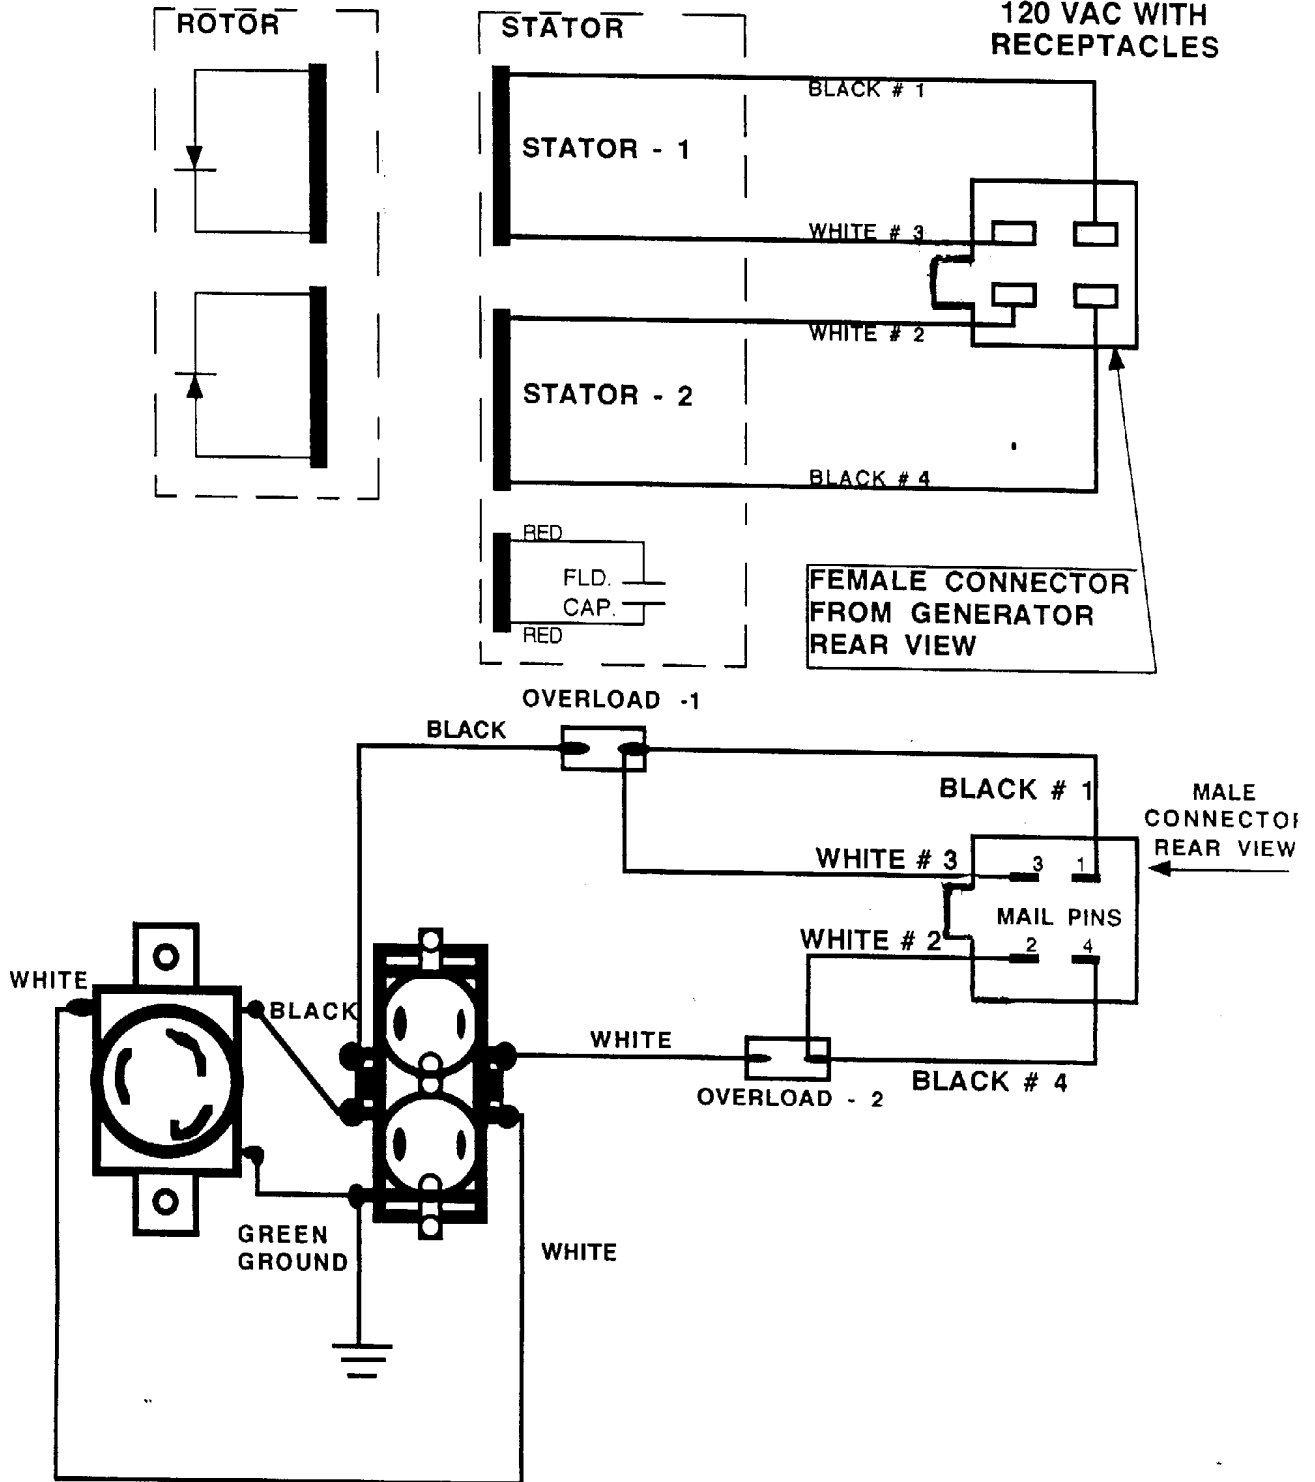 ROTOR
STATOR
120 VAC WITH
RECEPTACLES
BLACK # 1
STATOR - 1
WHITE # 3
WHITE # 2
STATOR - 2
BLACK # 4
RED
FLD.
CAP.
RED
FEMALE CONNECTOR
FROM GENERATOR
REAR VIEW
OVERLOAD -1
BLACK
BLACK # 1
MALE
CONNECTOR
REAR VIEW
WHITE # 3
3 1
MAIL PINS
WHITE # 2
2 4
WHITE
BLACK
WHITE
OVERLOAD - 2
BLACK # 4
GREEN
GROUND
WHITE